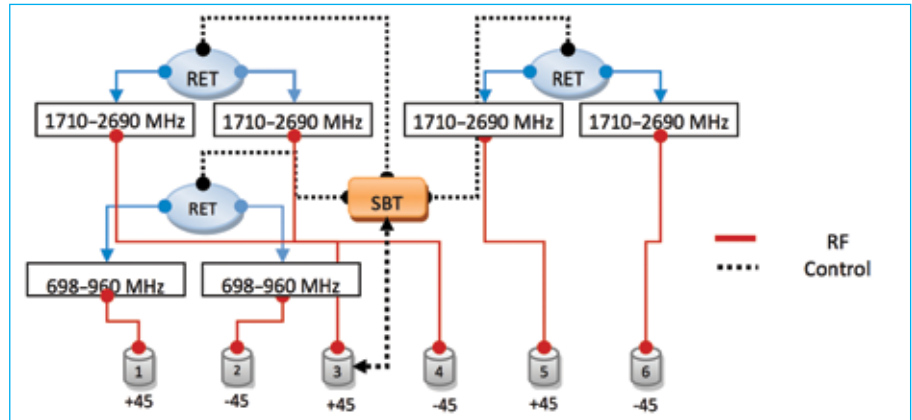 RET
RET
1710–2690 MHz
1710–2690 MHz
1710–2690 MHz
1710–2690 MHz
SBT
RET
RF
Control
698–960 MHz
698–960 MHz
1
2
3
4
5
6
+45
-45
+45
-45
+45
-45